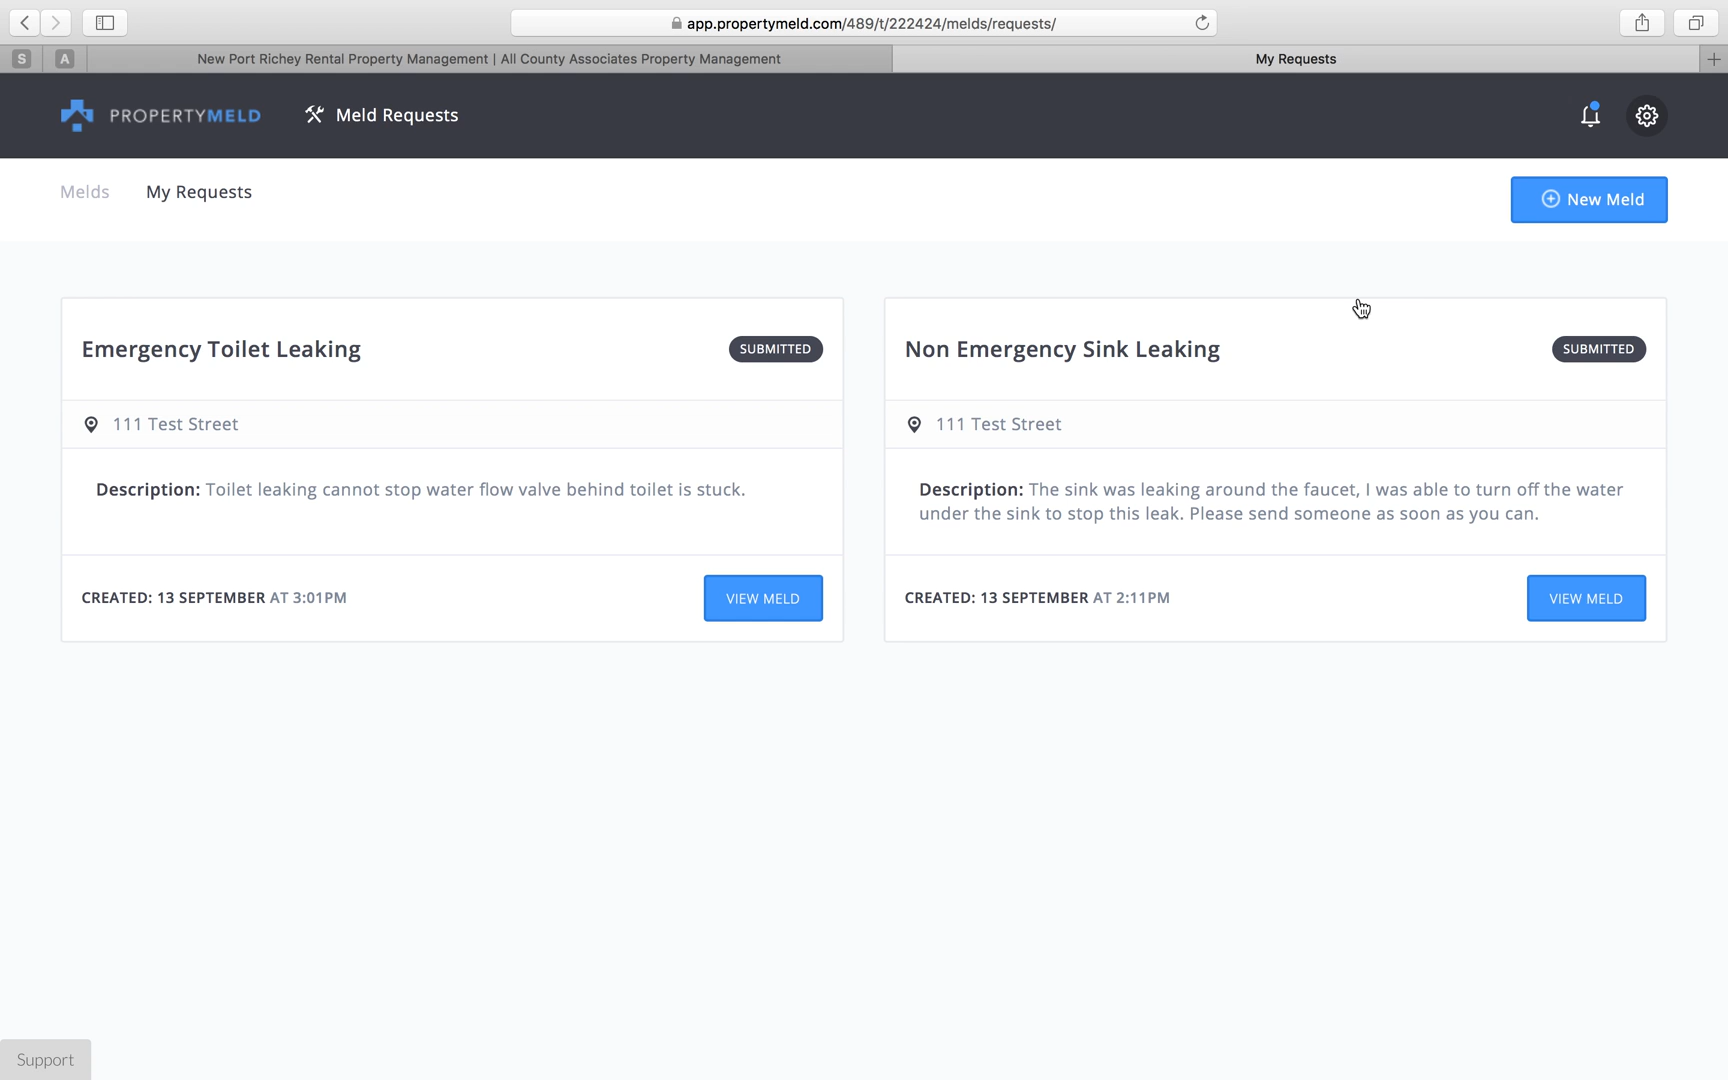 app.propertymeld.com/489/t/222424/melds/requests/
S
A
New Port Richey Rental Property Management | All County Associates Property Management
My Requests
PROPERTYMELD
Meld Requests
Melds
My Requests
New Meld
Emergency Toilet Leaking
SUBMITTED
111 Test Street
Description: Toilet leaking cannot stop water flow valve behind toilet is stuck.
CREATED: 13 SEPTEMBER AT 3:01PM
VIEW MELD
Non Emergency Sink Leaking
SUBMITTED
111 Test Street
Description: The sink was leaking around the faucet, I was able to turn off the water
under the sink to stop this leak. Please send someone as soon as you can.
CREATED: 13 SEPTEMBER AT 2:11PM
VIEW MELD
Support